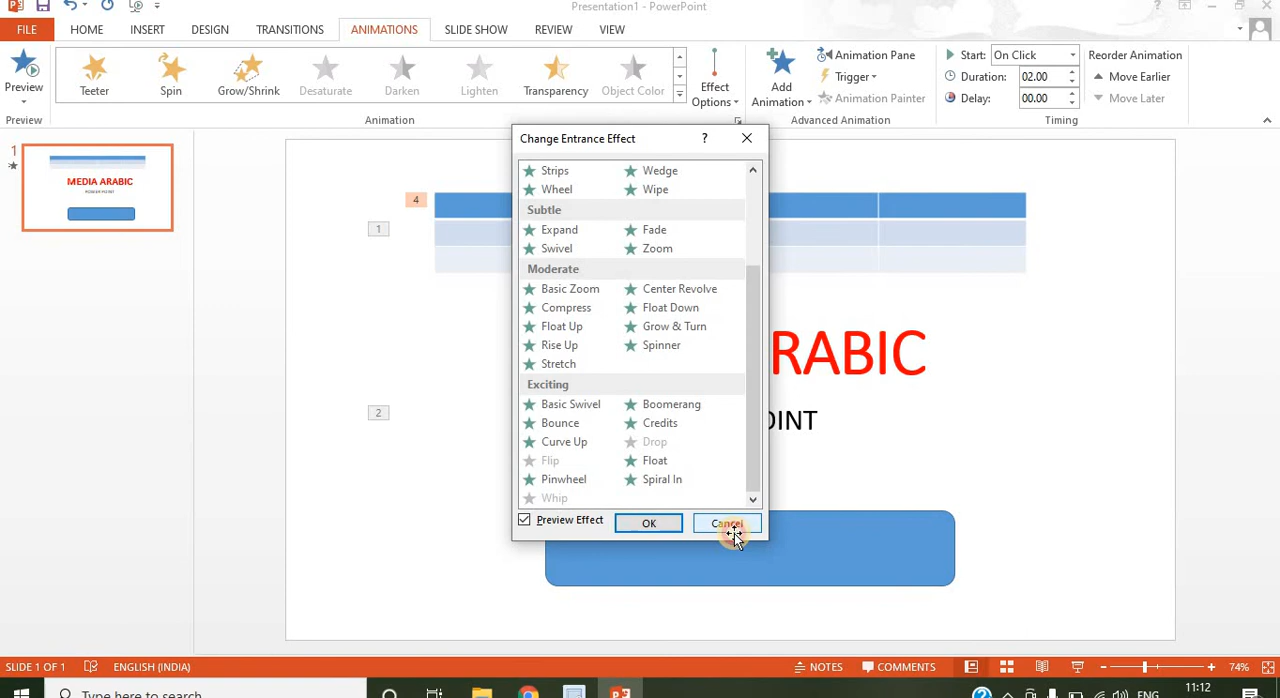 Presentation1 - PowerPoint
FILE HOME INSERT DESIGN TRANSITIONS ANIMATIONS SLIDE SHOW REVIEW VIEW
Preview
Teeter Spin Grow/Shrink Desaturate Darken Lighten Transparency Object Color
Effect Options
Add Animation
Animation Pane
Trigger
Animation Painter
Start: On Click
Duration: 02.00
Delay: 00.00
Reorder Animation
Move Earlier
Move Later
Preview Animation Advanced Animation Timing
1
MEDIA ARABIC
POWER POINT
4
1
2
ARABIC
OINT
Change Entrance Effect ?
Strips Wedge
Wheel Wipe
Subtle
Expand Fade
Swivel Zoom
Moderate
Basic Zoom Center Revolve
Compress Float Down
Float Up Grow & Turn
Rise Up Spinner
Stretch
Exciting
Basic Swivel Boomerang
Bounce Credits
Curve Up Drop
Flip Float
Pinwheel Spiral In
Whip
Preview Effect OK Cancel
SLIDE 1 OF 1 ENGLISH (INDIA) NOTES COMMENTS 74%
Type here to search ENG 11:12